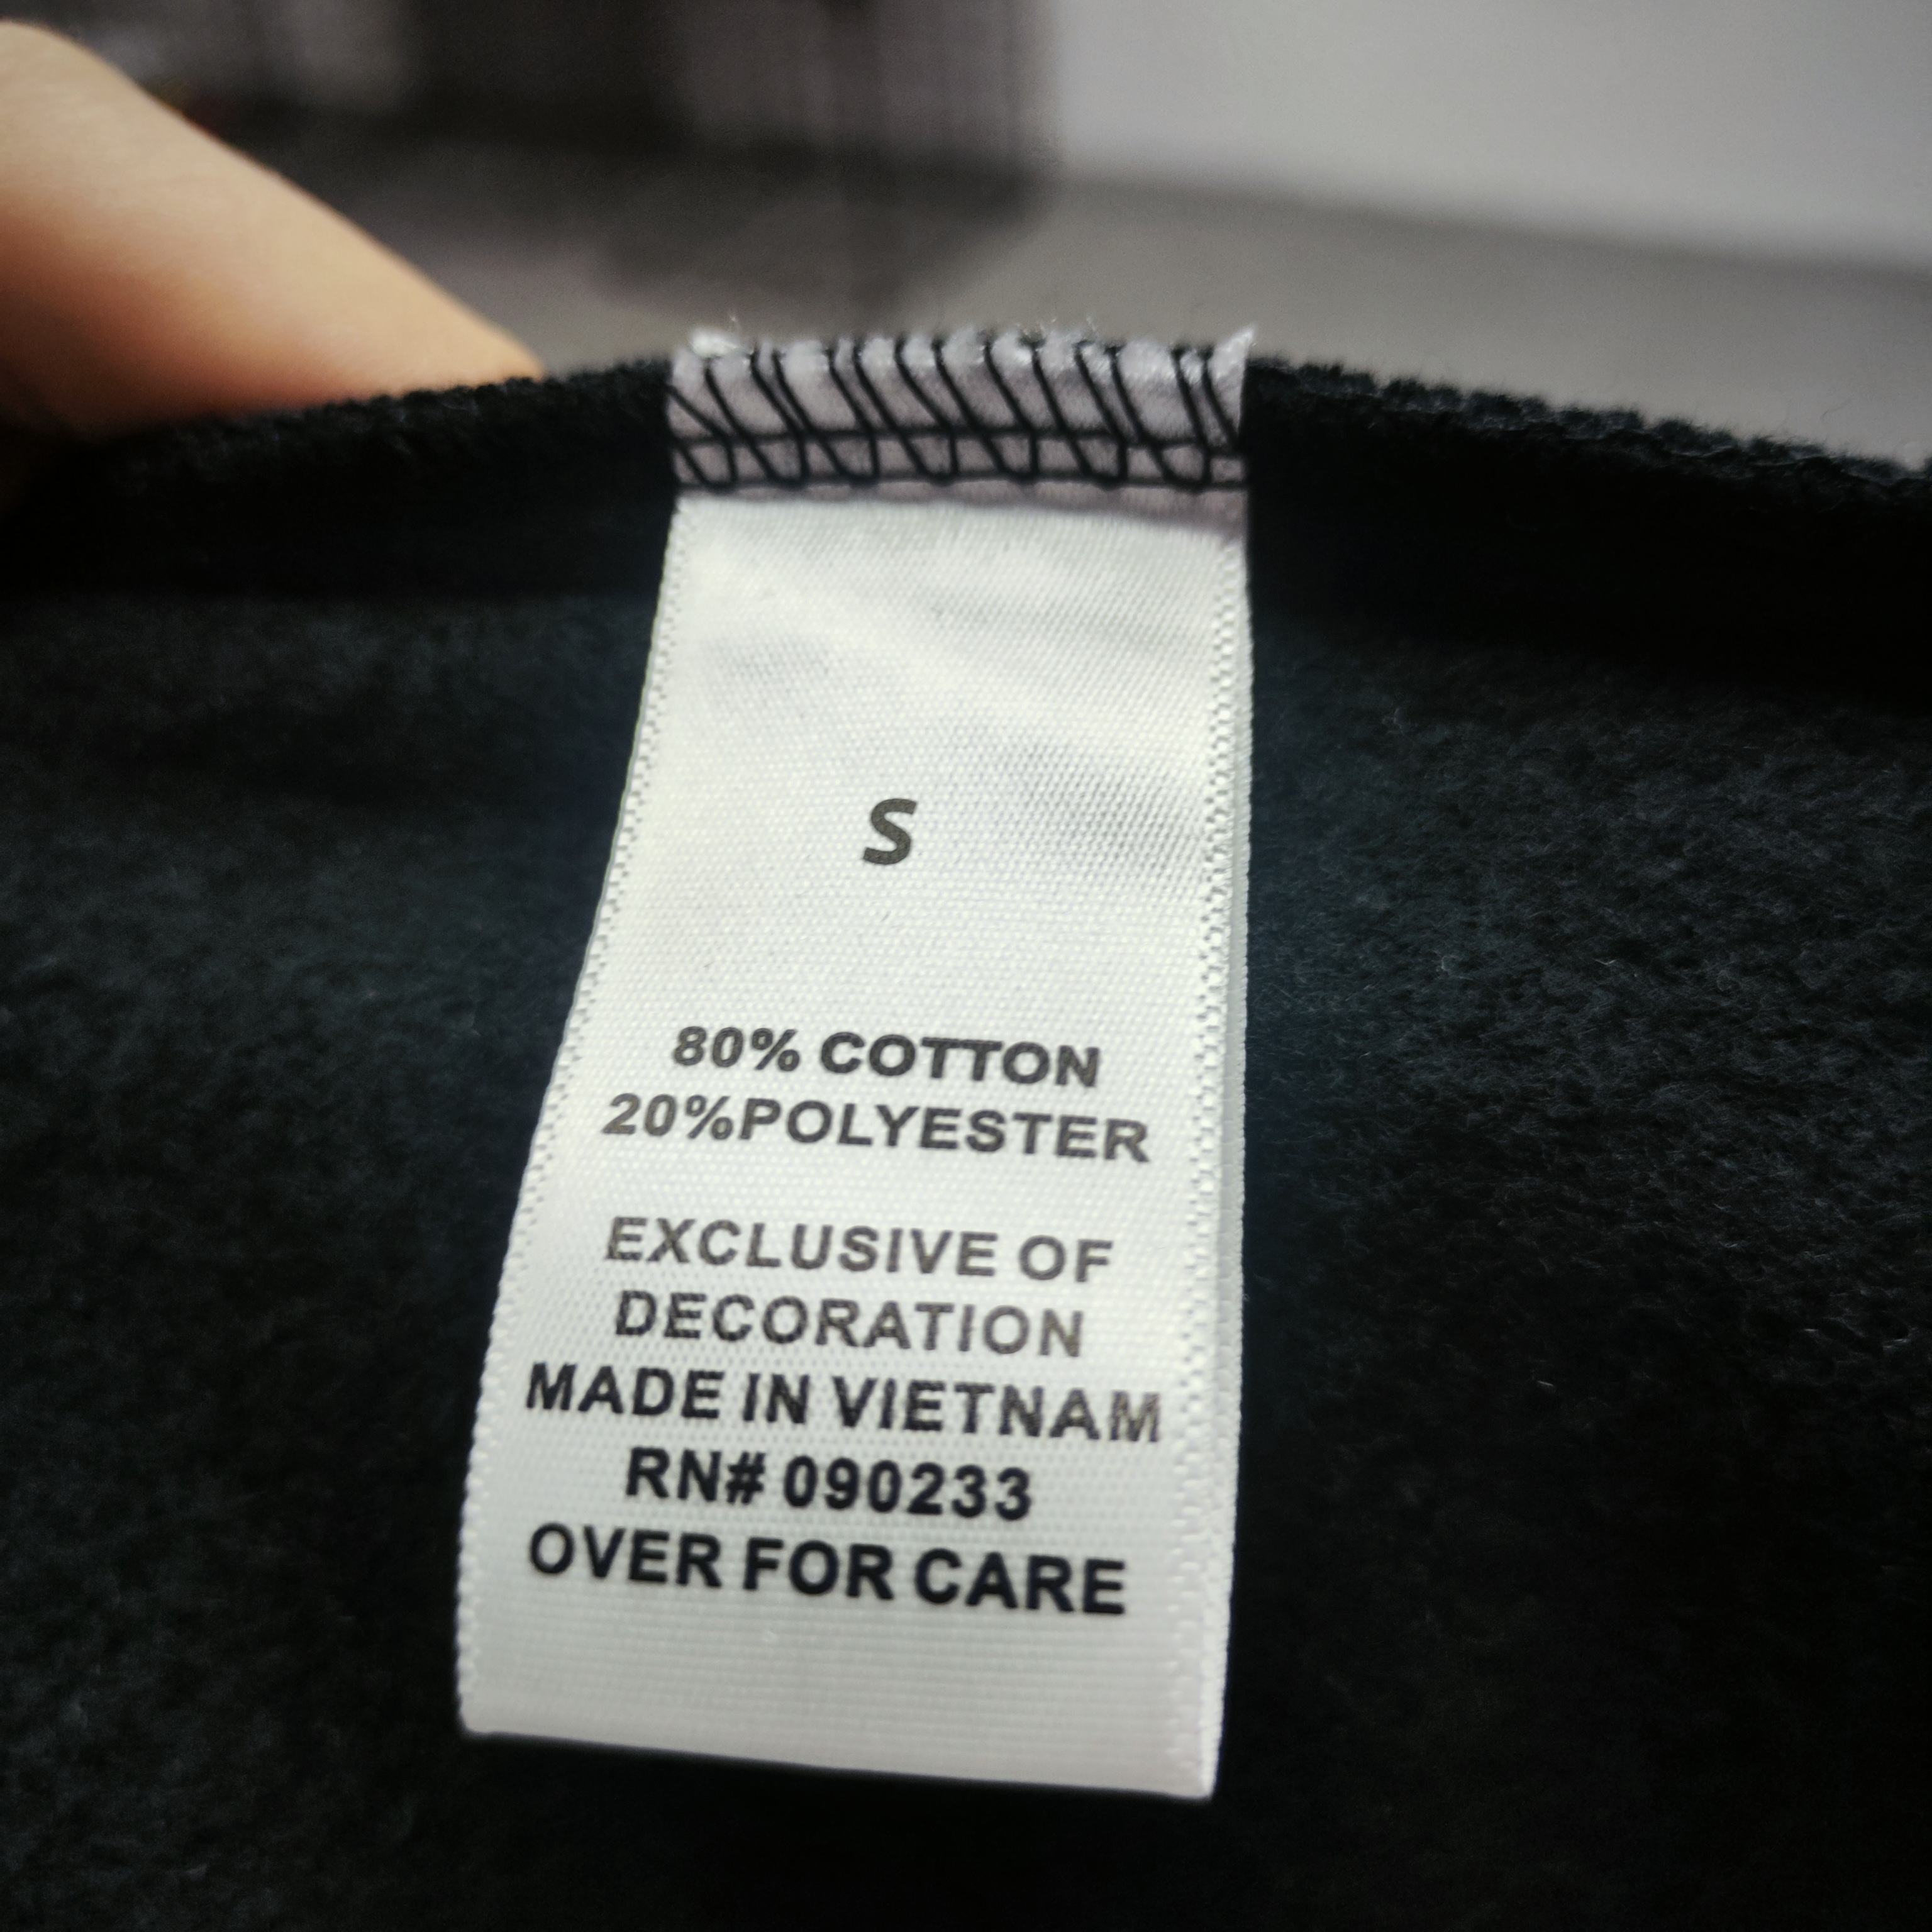 S
80% COTTON
20%POLYESTER
EXCLUSIVE OF
DECORATION
MADE IN VIETNAM
RN# 090233
OVER FOR CARE